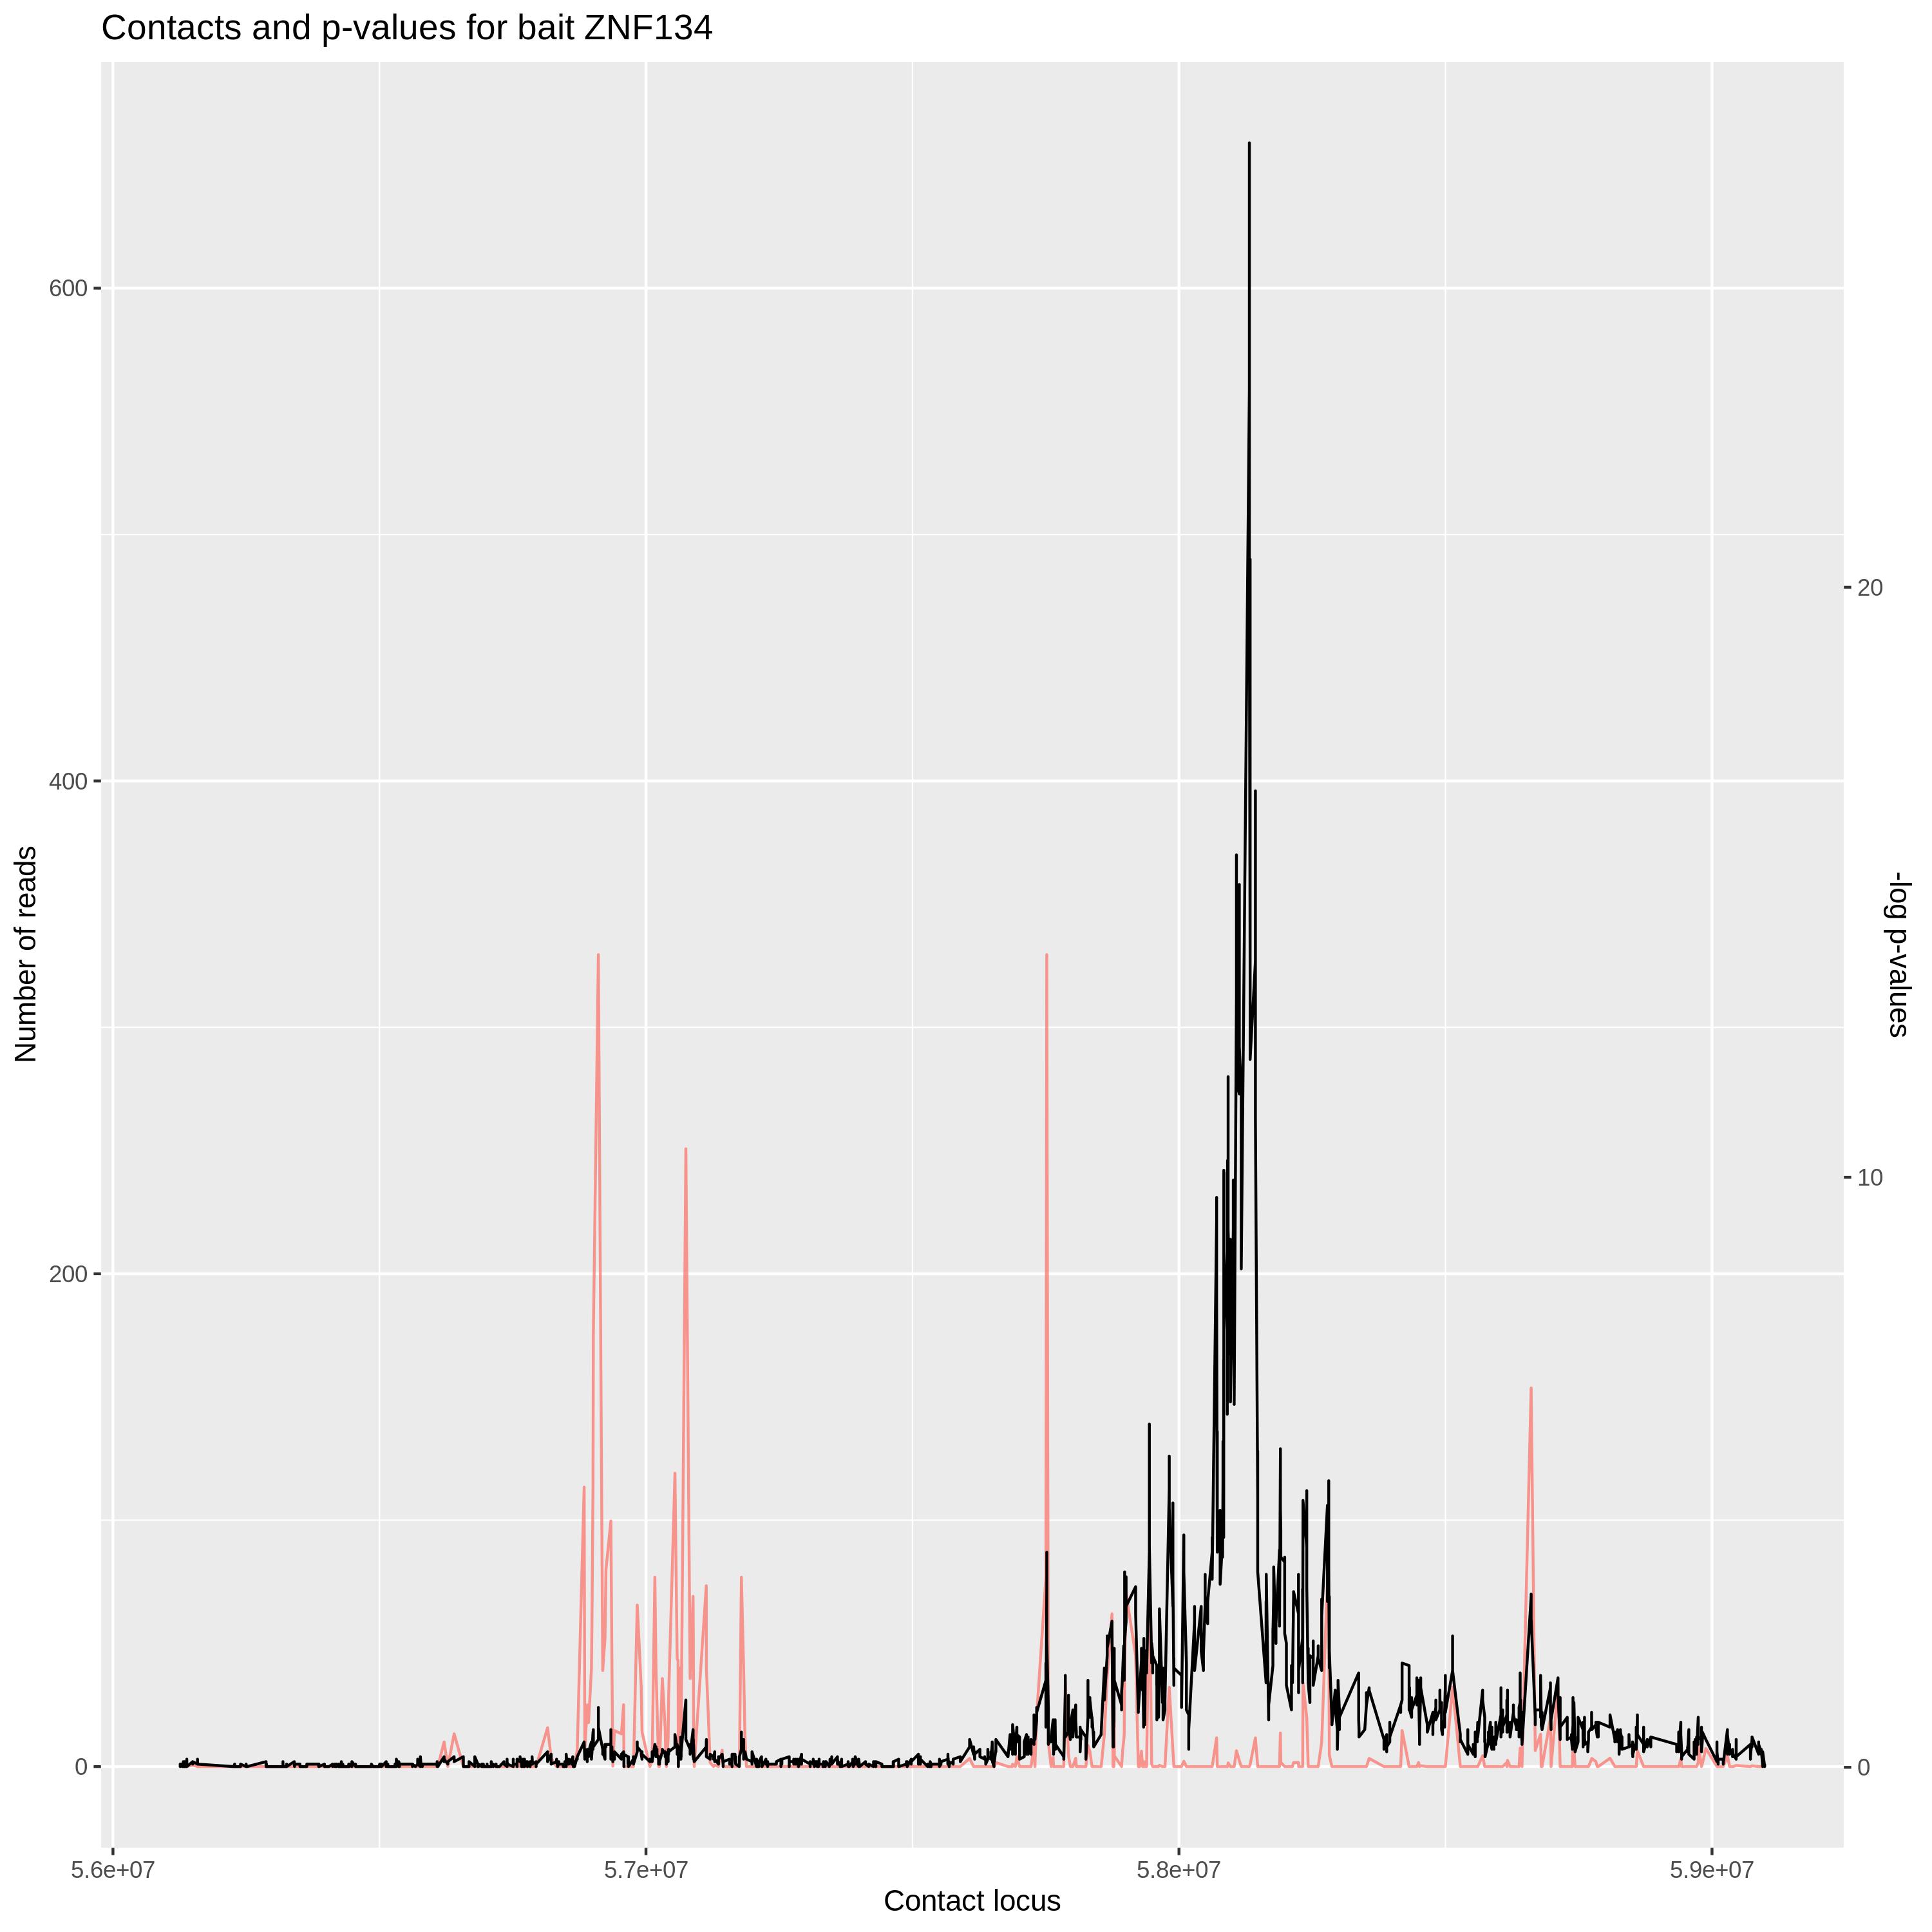 Contacts and p-values for bait ZNF134
600
400
200
0
Number of reads
20
10
0
-log p-values
5.6e+07
5.7e+07
5.8e+07
5.9e+07
Contact locus